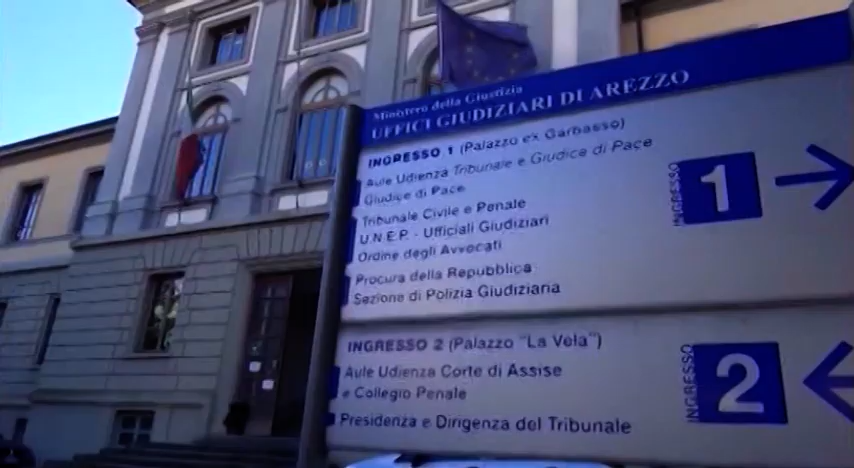 Ministero della Giustizia
UFFICI GIUDIZIARI DI AREZZO
INGRESSO 1 (Palazzo ex Garbasso)
Aule Udienza Tribunale e Giudice di Pace
Giudice di Pace
Tribunale Civile e Penale
U.N.E.P. - Ufficiali Giudiziari
Ordine degli Avvocati
Procura della Repubblica
Sezione di Polizia Giudiziaria
INGRESSO 1
INGRESSO 2 (Palazzo "La Vela")
Aule Udienza Corte di Assise
e Collegio Penale
Presidenza e Dirigenza del Tribunale
INGRESSO 2